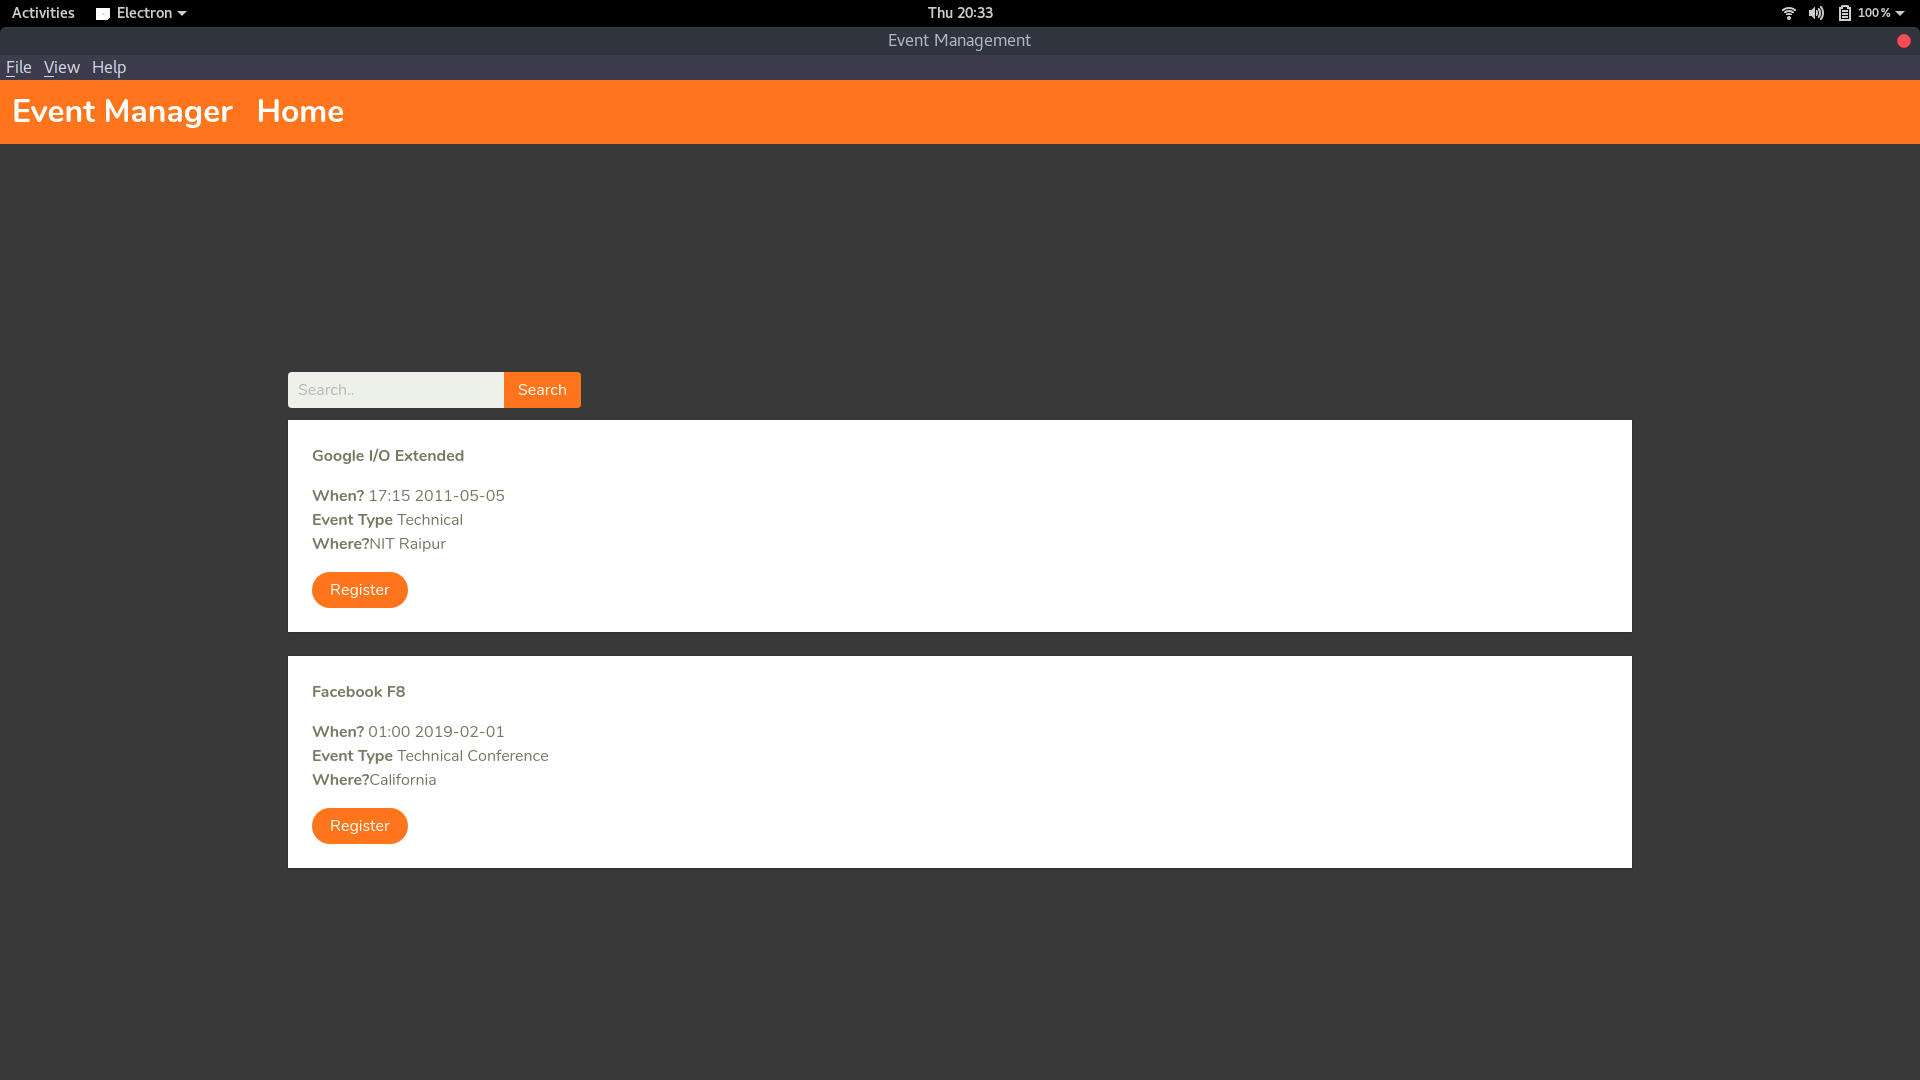 Activities Electron Thu 20:33 100 %
Event Management
File View Help
Event Manager Home
Search.. Search
Google I/O Extended
When? 17:15 2011-05-05
Event Type Technical
Where?NIT Raipur
Register
Facebook F8
When? 01:00 2019-02-01
Event Type Technical Conference
Where?California
Register